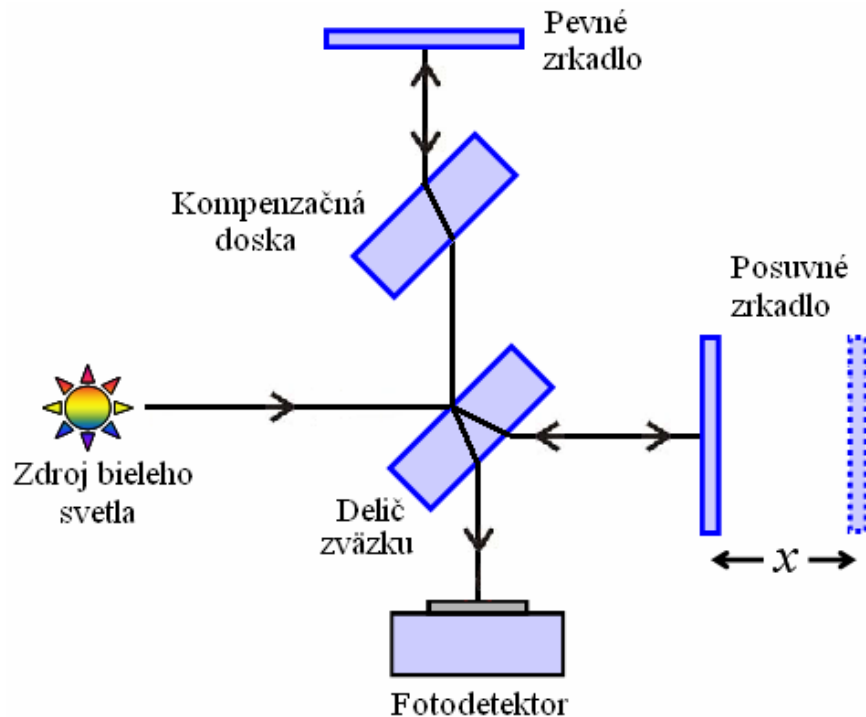 Pevné
zrkadlo
Kompenzačná
doska
Posuvné
zrkadlo
Zdroj bieleho
svetla
Delič
zväzku
x
Fotodetektor